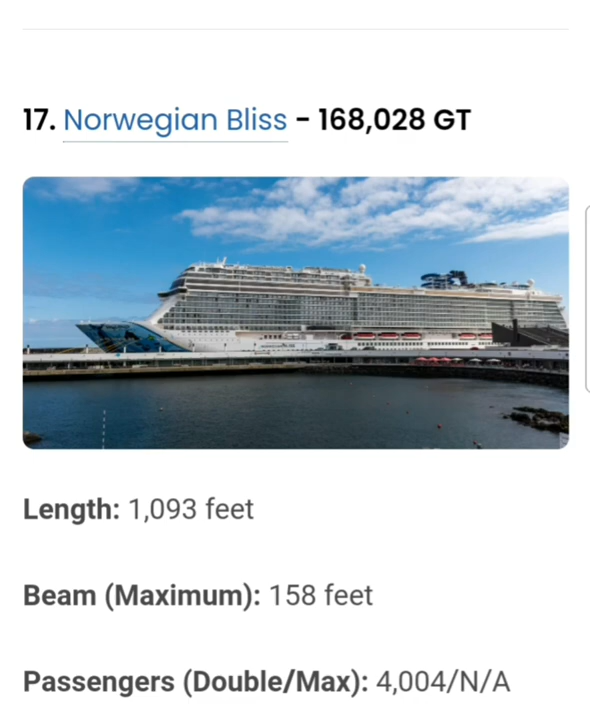 17. Norwegian Bliss - 168,028 GT
Length: 1,093 feet
Beam (Maximum): 158 feet
Passengers (Double/Max): 4,004/N/A